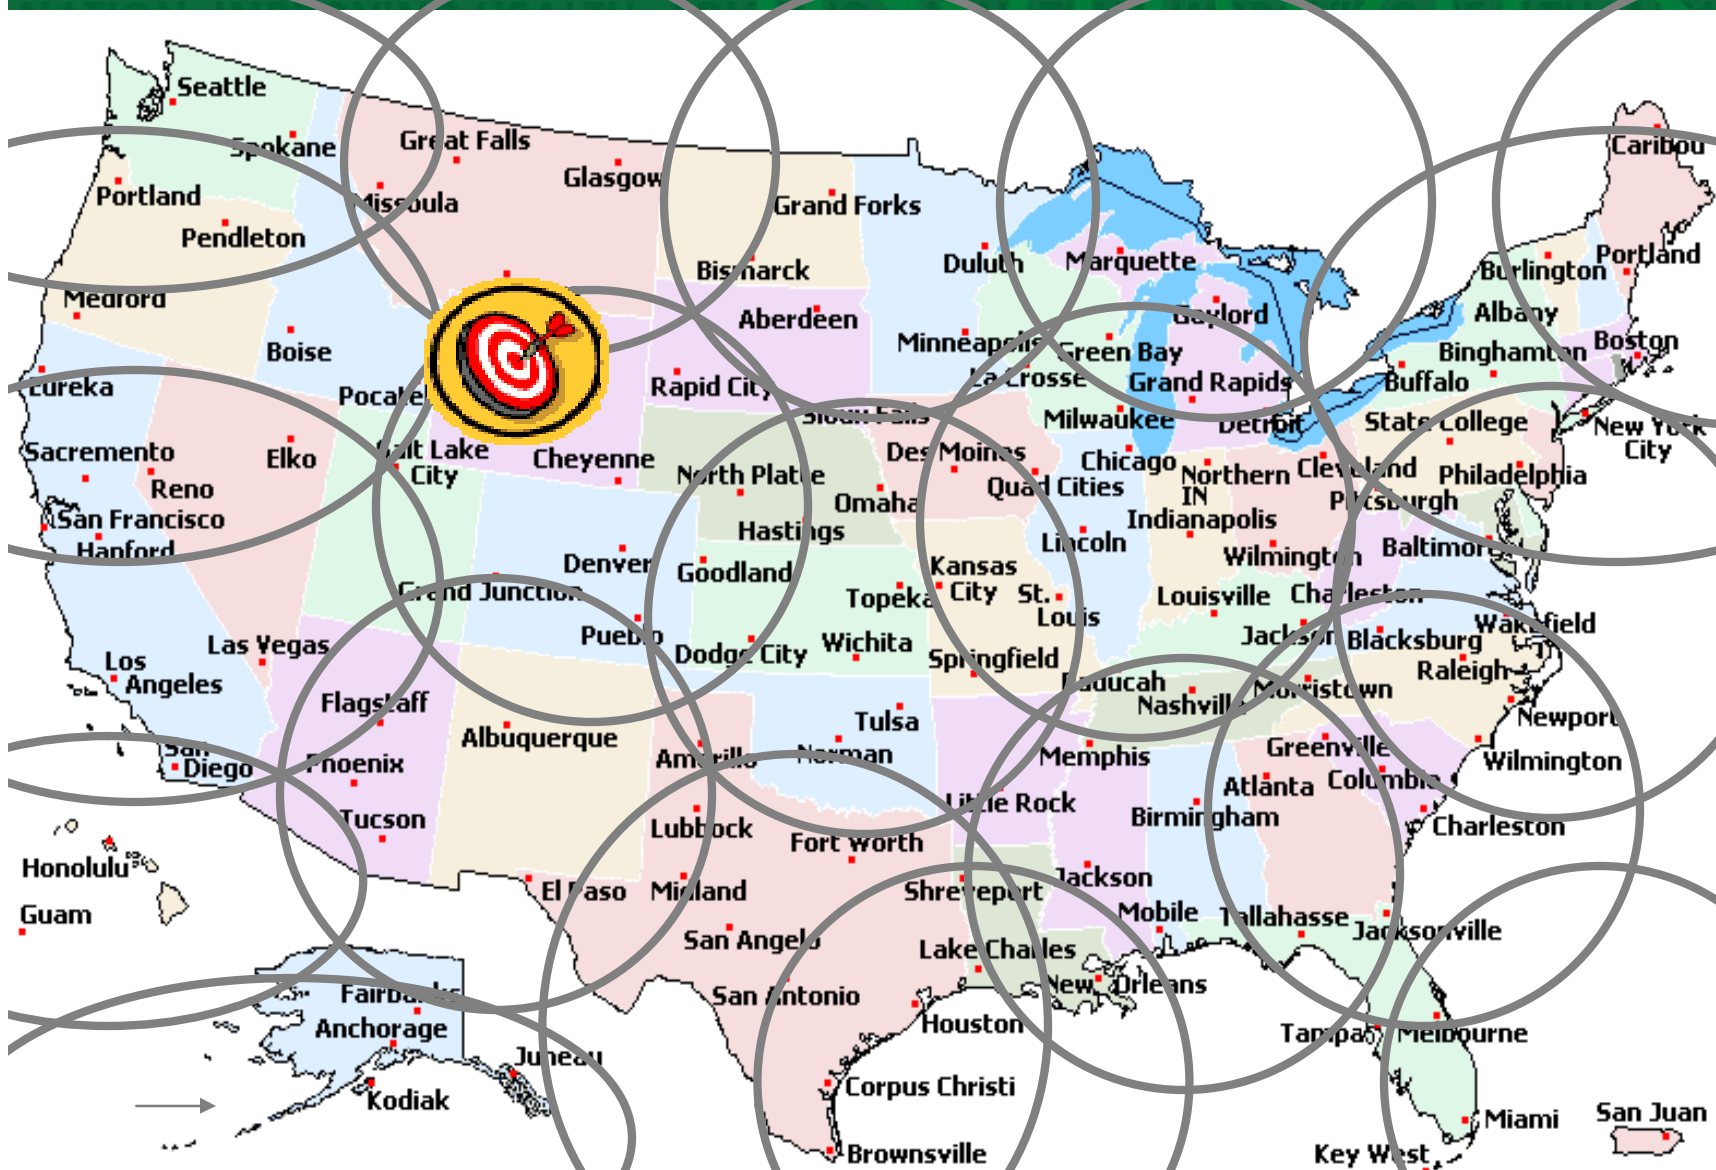 Seattle
Spokane
Great Falls
Glasgow
Portland
Missoula
Pendleton
Grand Forks
Caribou
Medford
Bismarck
Duluth
Marquette
Burlington
Portland
Boise
Aberdeen
Minneapolis
Gaylord
Albany
Eureka
Pocate
Rapid City
La Crosse
Green Bay
Grand Rapids
Buffalo
Binghamton
Boston
Sioux Falls
Milwaukee
Detroit
State College
New York
City
Sacremento
Elko
Salt Lake
City
Cheyenne
North Platte
Des Moines
Chicago
Northern
IN
Cleveland
Philadelphia
Reno
Omaha
Quad Cities
Pittsburgh
San Francisco
Hastings
Indianapolis
Hanford
Denver
Goodland
Lincoln
Wilmington
Baltimore
Grand Junction
Topeka
Kansas
City
St.
Louis
Louisville
Charleston
Las Vegas
Pueblo
Dodge City
Wichita
Springfield
Jackson
Blacksburg
Wakefield
Los
Angeles
Raleigh
Flagstaff
Paducah
Nashville
Morristown
Newport
Albuquerque
Amarillo
Tulsa
Norman
Memphis
Greenville
Wilmington
San
Diego
Phoenix
Little Rock
Atlanta
Columbia
Tucson
Lubbock
Fort Worth
Birmingham
Charleston
Honolulu
El Paso
Midland
Shreveport
Jackson
Guam
San Angelo
Lake Charles
Mobile
Tallahasse
Jacksonville
Fairbanks
San Antonio
New Orleans
Anchorage
Houston
Tampa
Melbourne
Juneau
Kodiak
Corpus Christi
Miami
San Juan
Brownsville
Key West